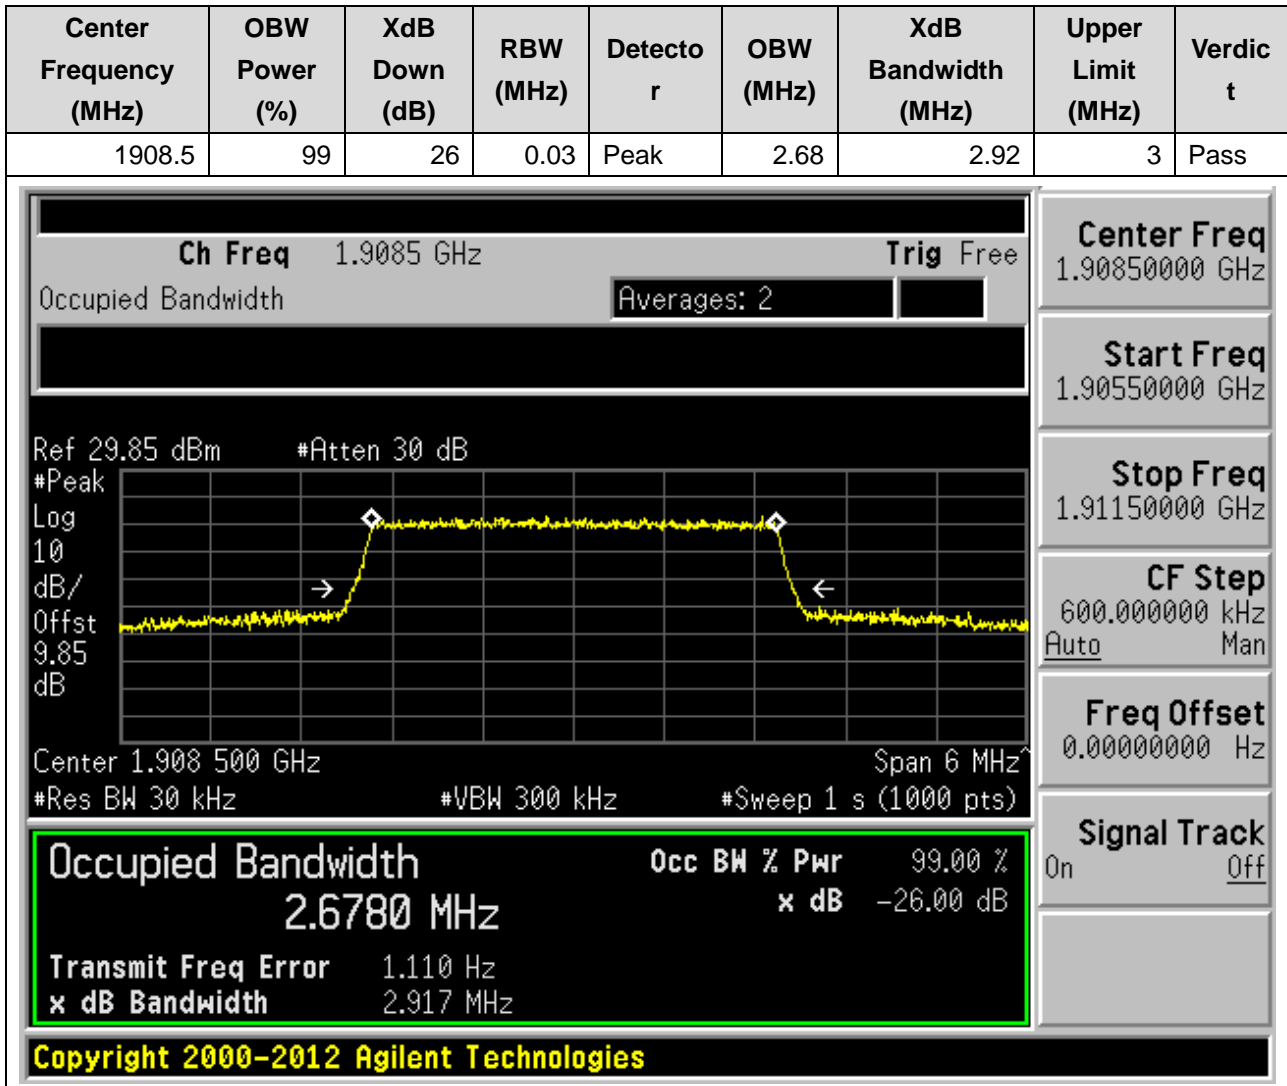 Center Frequency (MHz) OBW Power (%) XdB Down (dB) RBW (MHz) Detecto r OBW (MHz) XdB Bandwidth (MHz) Upper Limit (MHz) Verdic t
1908.5 99 26 0.03 Peak 2.68 2.92 3 Pass
Ch Freq 1.9085 GHz Trig Free
Occupied Bandwidth Averages: 2
Ref 29.85 dBm #Atten 30 dB
#Peak
Log
10
dB/
Offst
9.85
dB
Center 1.908 500 GHz Span 6 MHz^
#Res BW 30 kHz #VBW 300 kHz #Sweep 1 s (1000 pts)
Occupied Bandwidth Occ BW % Pwr 99.00 %
2.6780 MHz x dB -26.00 dB
Transmit Freq Error 1.110 Hz
x dB Bandwidth 2.917 MHz
Center Freq
1.90850000 GHz
Start Freq
1.90550000 GHz
Stop Freq
1.91150000 GHz
CF Step
600.000000 kHz
Auto Man
Freq Offset
0.00000000 Hz
Signal Track
On Off
Copyright 2000-2012 Agilent Technologies